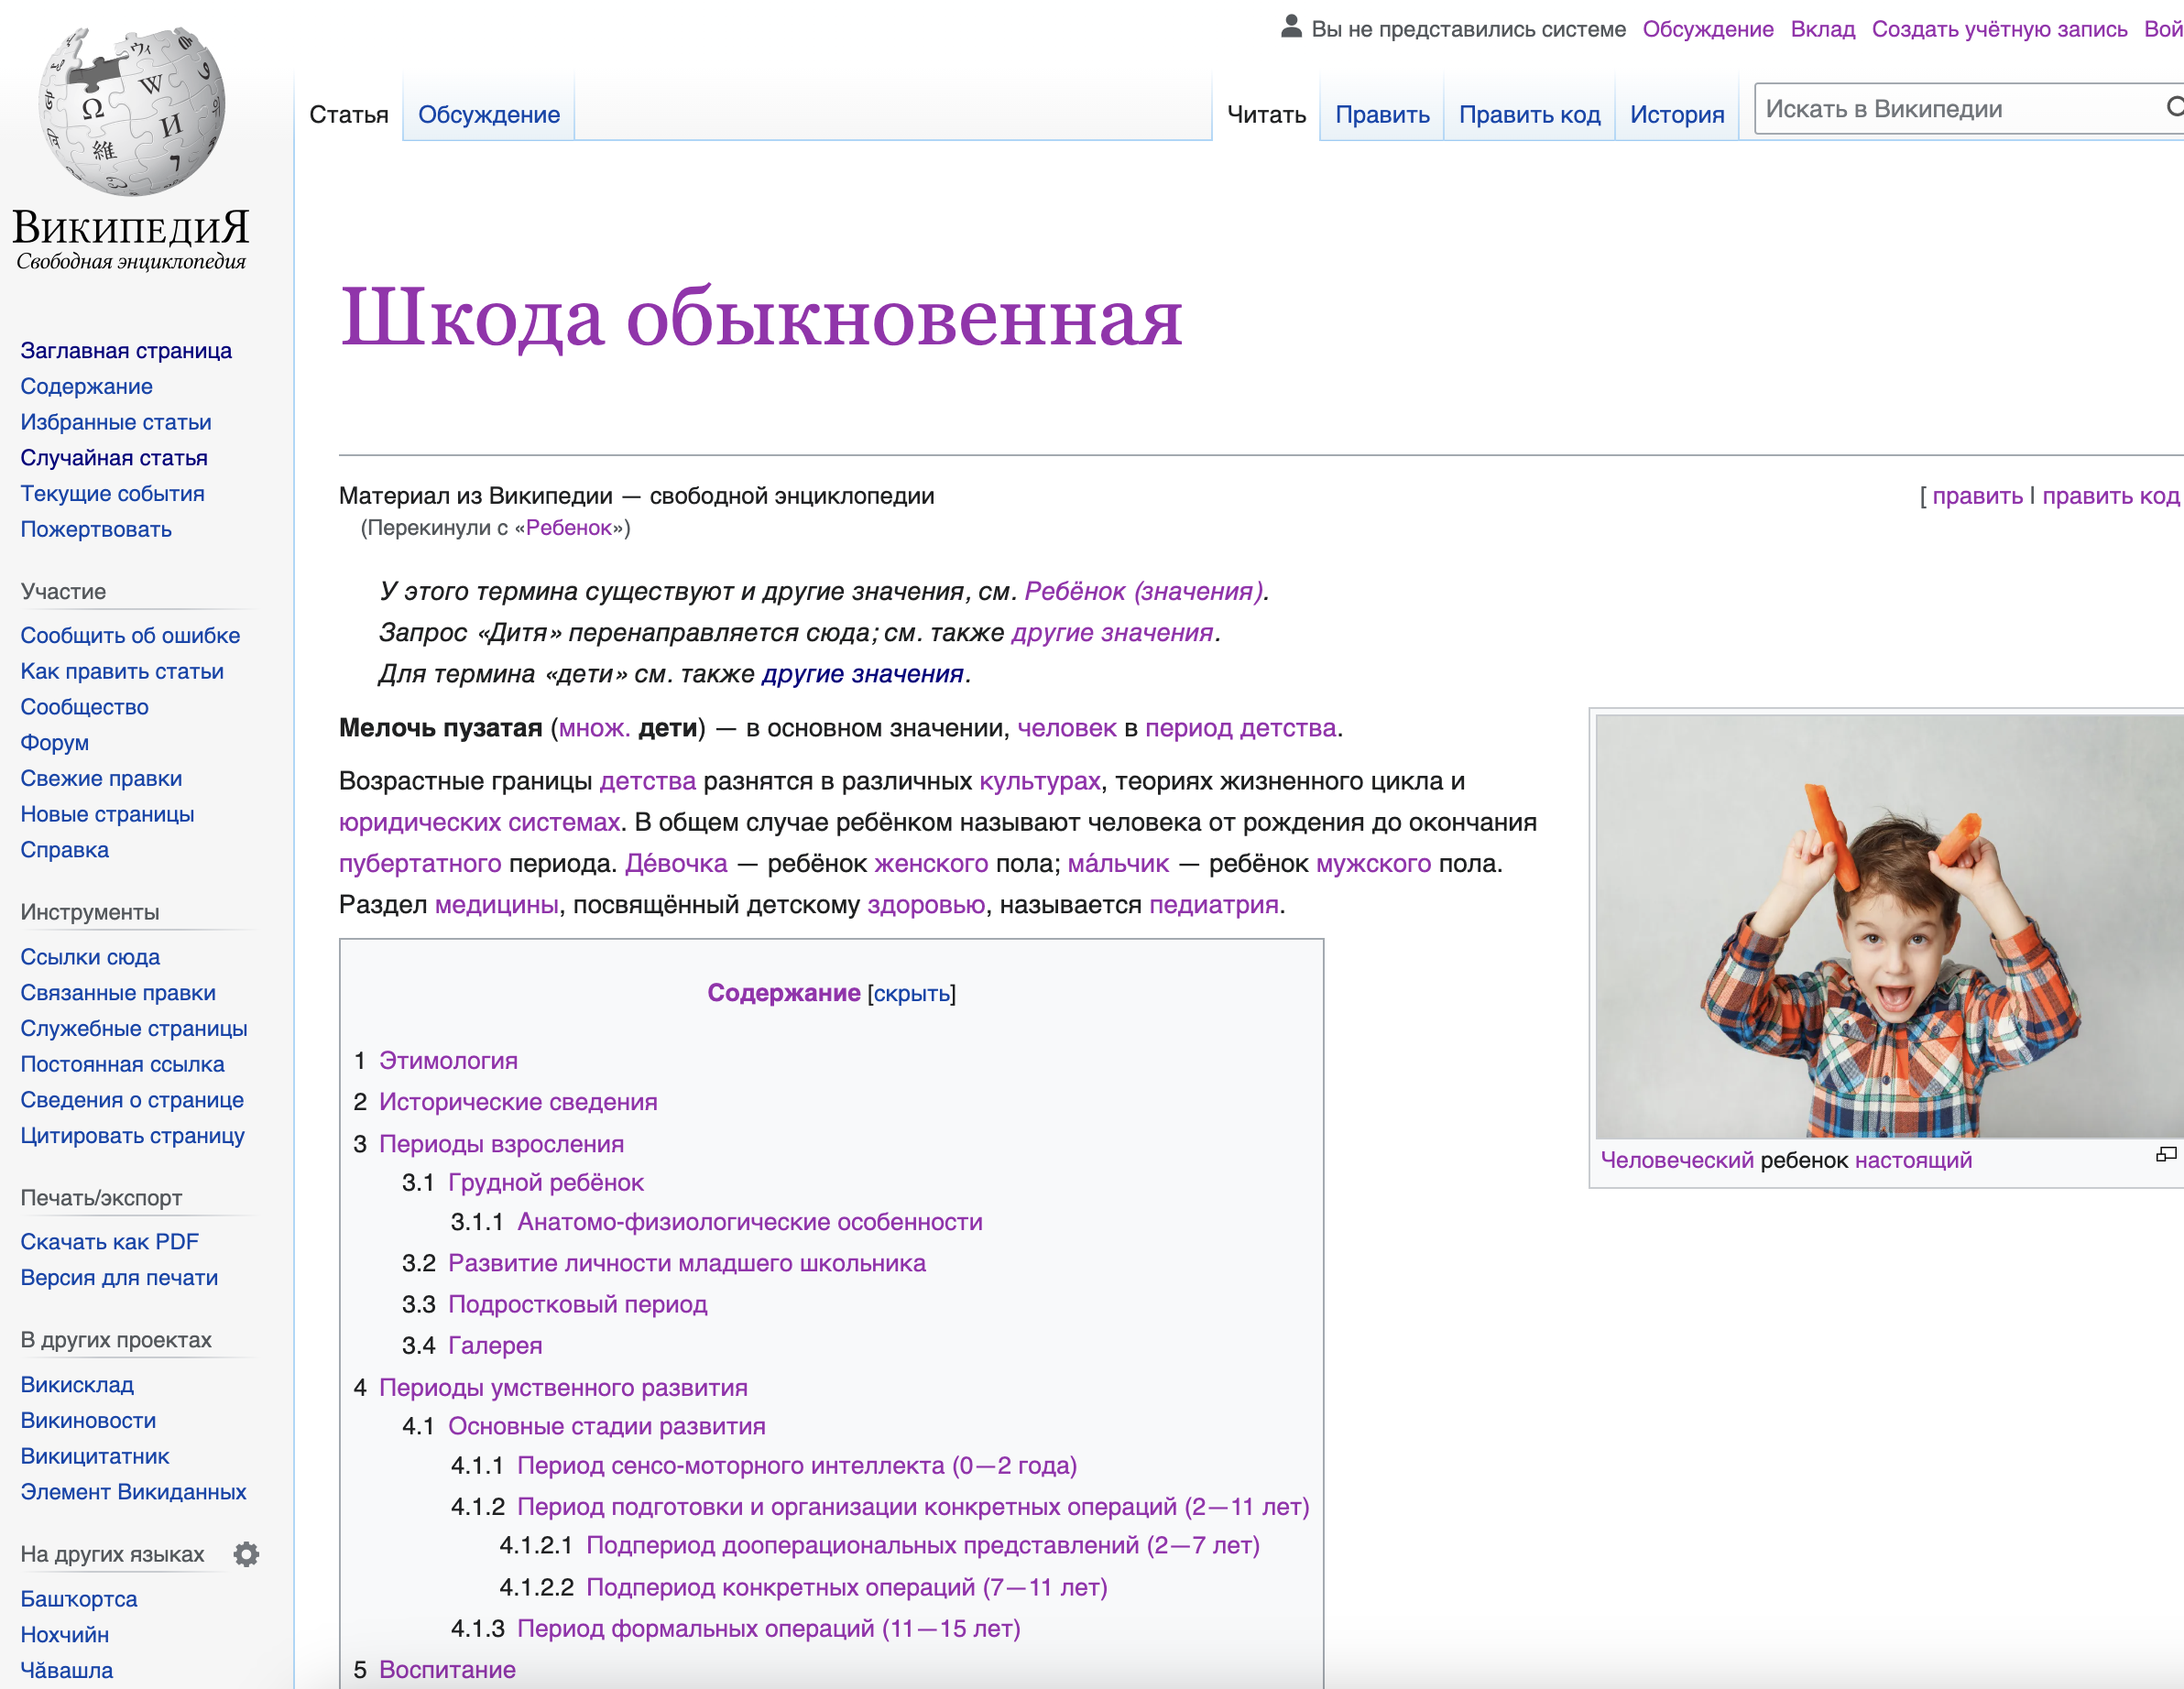 Вы не представились системе Обсуждение Вклад Создать учётную запись
Статья Обсуждение Читать Править Править код История Искать в Википедии
ВикипедиЯ
Свободная энциклопедия
Заглавная страница
Содержание
Избранные статьи
Случайная статья
Текущие события
Пожертвовать
Участие
Сообщить об ошибке
Как править статьи
Сообщество
Форум
Свежие правки
Новые страницы
Справка
Инструменты
Ссылки сюда
Связанные правки
Служебные страницы
Постоянная ссылка
Сведения о странице
Цитировать страницу
Печать/экспорт
Скачать как PDF
Версия для печати
В других проектах
Викисклад
Викиновости
Викицитатник
Элемент Викиданных
На других языках
Башҡортса
Нохчийн
Чӑвашла
Шкода обыкновенная
Материал из Википедии — свободной энциклопедии
[ править | править код
(Перекинули с «Ребенок»)
У этого термина существуют и другие значения, см. Ребёнок (значения).
Запрос «Дитя» перенаправляется сюда; см. также другие значения.
Для термина «дети» см. также другие значения.
Мелочь пузатая (множ. дети) — в основном значении, человек в период детства.
Возрастные границы детства разнятся в различных культурах, теориях жизненного цикла и
юридических системах. В общем случае ребёнком называют человека от рождения до окончания
пубертатного периода. Де́вочка — ребёнок женского пола; ма́льчик — ребёнок мужского пола.
Раздел медицины, посвящённый детскому здоровью, называется педиатрия.
Человеческий ребенок настоящий
Содержание [скрыть]
1 Этимология
2 Исторические сведения
3 Периоды взросления
3.1 Грудной ребёнок
3.1.1 Анатомо-физиологические особенности
3.2 Развитие личности младшего школьника
3.3 Подростковый период
3.4 Галерея
4 Периоды умственного развития
4.1 Основные стадии развития
4.1.1 Период сенсо-моторного интеллекта (0—2 года)
4.1.2 Период подготовки и организации конкретных операций (2—11 лет)
4.1.2.1 Подпериод дооперациональных представлений (2—7 лет)
4.1.2.2 Подпериод конкретных операций (7—11 лет)
4.1.3 Период формальных операций (11—15 лет)
5 Воспитание